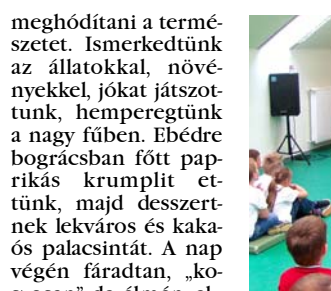 meghódítani a termé-
szetet. Ismerkedtünk
az állatokkal, növé-
nyekkel, jókat játszot-
tunk, hemperegtünk
a nagy fűben. Ebédre
bográcsban főtt pap-
rikás krumplit et-
tünk, majd desszert-
nek lekváros és kaka-
ós palacsintát. A nap
végén fáradtan, „ko-